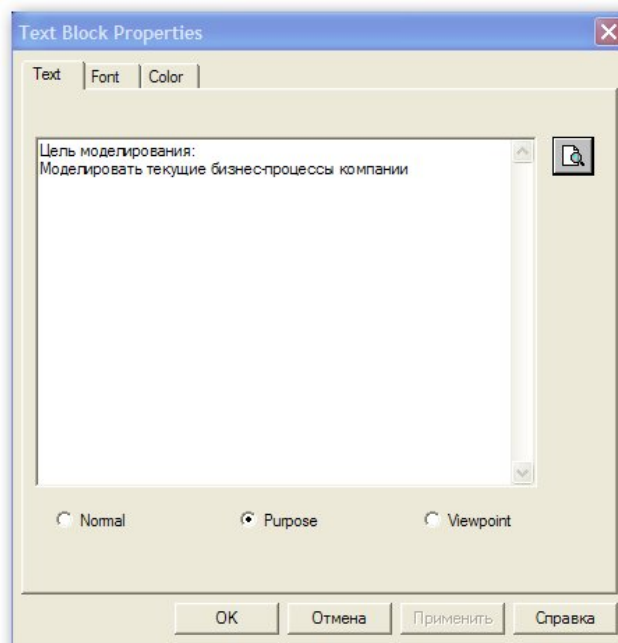 Text Block Properties
Text Font Color
Цель моделирования:
Моделировать текущие бизнес-процессы компании
Normal Purpose Viewpoint
OK Отмена Применить Справка